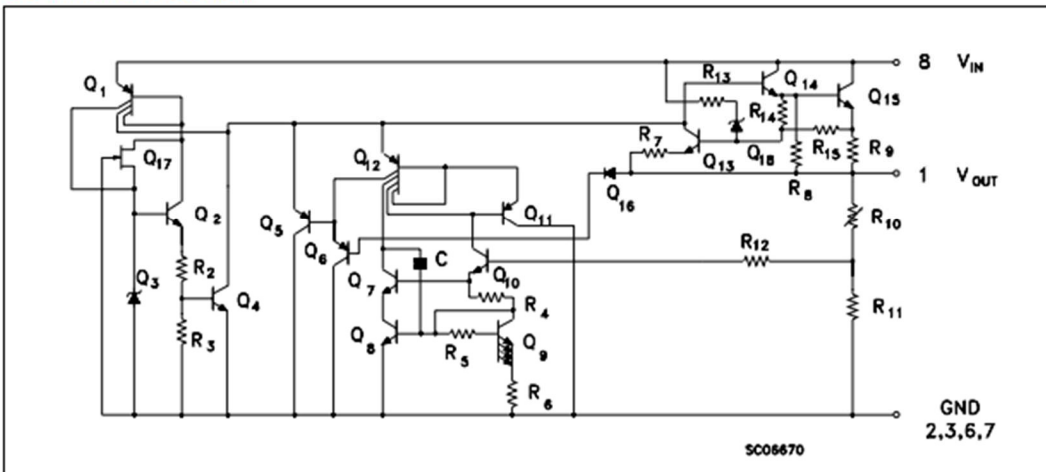 Q1
Q17
Q2
Q3
R2
R3
Q4
Q5
Q6
Q12
Q7
Q8
C
Q11
Q10
R4
R5
Q9
R6
R13
Q14
Q15
R14
R7
Q13
Q18
R15
R9
Q16
R8
R10
R12
R11
8 VIN
1 VOUT
GND
2,3,6,7
SC06670